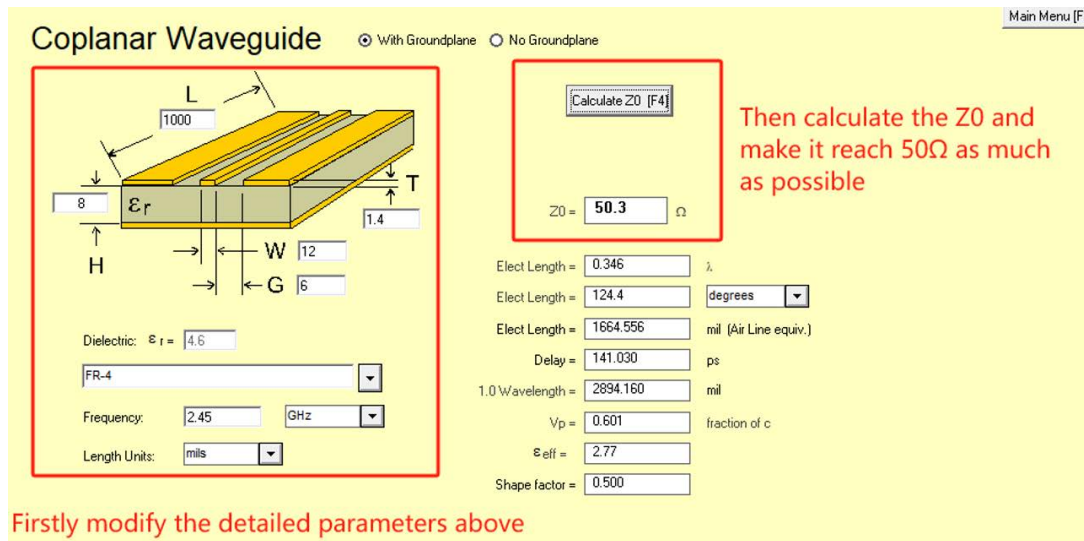 Main Menu [F
Coplanar Waveguide
With Groundplane No Groundplane
L
1000
8
εr
T
1.4
H
W 12
G 6
Dielectric: εr = 4.6
FR-4
Frequency: 2.45 GHz
Length Units: mils
Calculate Z0 [F4]
Z0 = 50.3 Ω
Then calculate the Z0 and
make it reach 50Ω as much
as possible
Elect Length = 0.346 λ
Elect Length = 124.4 degrees
Elect Length = 1664.556 mil (Air Line equiv.)
Delay = 141.030 ps
1.0 Wavelength = 2894.160 mil
Vp = 0.601 fraction of c
εeff = 2.77
Shape factor = 0.500
Firstly modify the detailed parameters above